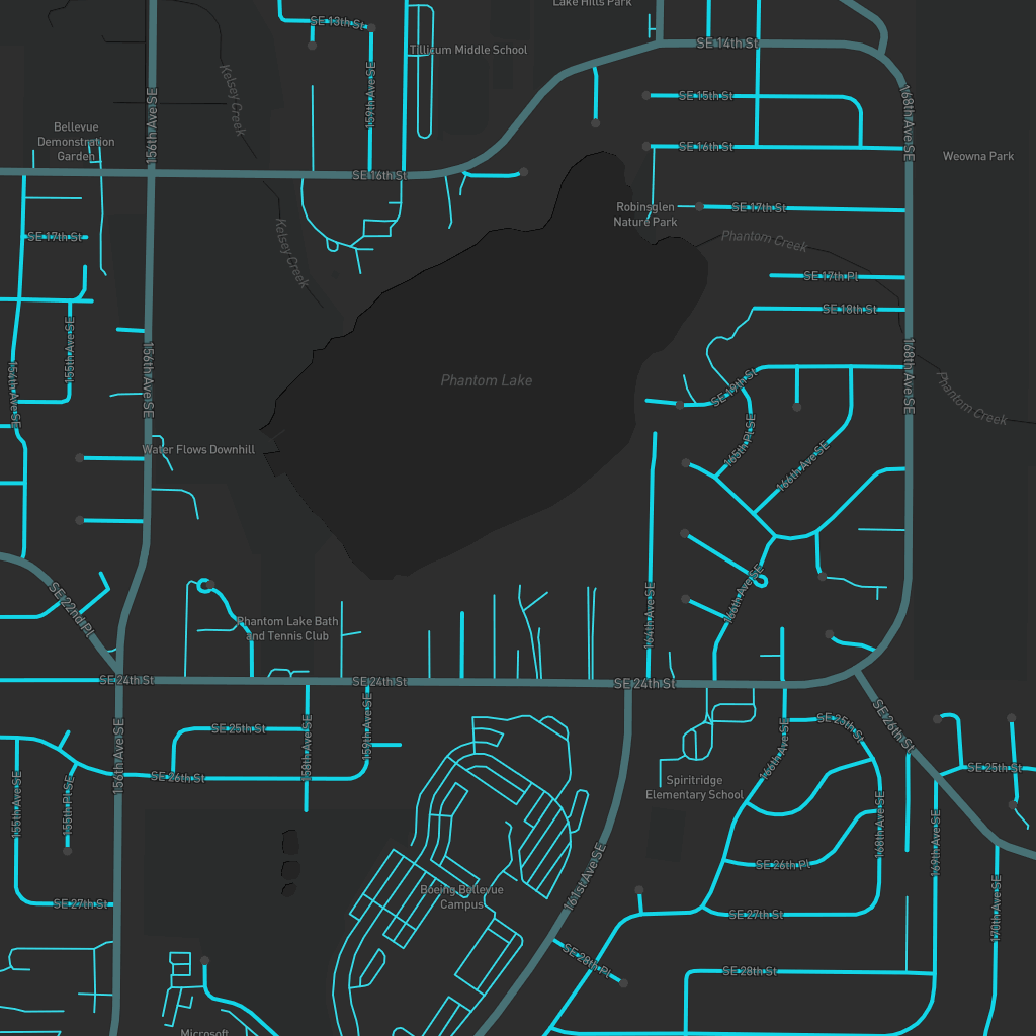 Lake Hills Park
SE 13th St
Tillicum Middle School
SE 14th St
Kelsey Creek
159th Ave SE
156th Ave SE
SE 15th St
168th Ave SE
Bellevue
Demonstration
Garden
SE 16th St
Weowna Park
SE 16th St
Robinsglen
Nature Park
SE 17th St
SE 17th St
Phantom Creek
Kelsey Creek
SE 17th Pl
SE 18th St
155th Ave SE
154th Ave SE
156th Ave SE
Phantom Lake
168th Ave SE
SE 19th St
Phantom Creek
Water Flows Downhill
165th Pl SE
166th Ave SE
SE 22nd Pl
164th Ave SE
166th Ave SE
Phantom Lake Bath
and Tennis Club
SE 24th St
SE 24th St
SE 24th St
SE 25th St
159th Ave SE
158th Ave SE
156th Ave SE
SE 26th St
SE 25th St
166th Ave SE
SE 26th St
SE 25th St
155th Ave SE
155th Pl SE
Spiritridge
Elementary School
168th Ave SE
169th Ave SE
SE 26th Pl
161st Ave SE
Boeing Bellevue
Campus
SE 27th St
SE 27th St
170th Ave SE
SE 28th Pl
SE 28th St
Microsoft